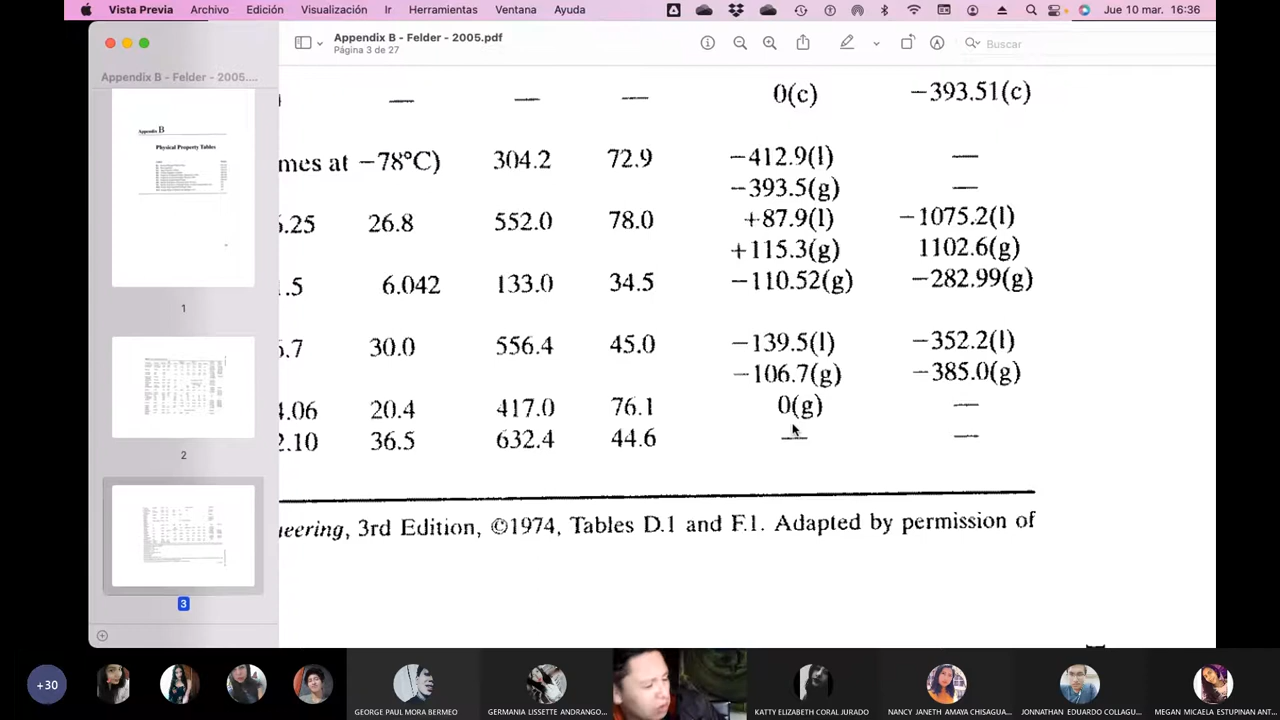 Vista Previa Archivo Edición Visualización Ir Herramientas Ventana Ayuda Jue 10 mar. 16:36
Appendix B - Felder - 2005.pdf
Página 3 de 27
Buscar
Appendix B - Felder - 2005....
Appendix B
Physical Property Tables
1
2
3
— — — 0(c) −393.51(c)
mes at −78°C) 304.2 72.9 −412.9(l) —
−393.5(g) —
.25 26.8 552.0 78.0 +87.9(l) −1075.2(l)
+115.3(g) 1102.6(g)
.5 6.042 133.0 34.5 −110.52(g) −282.99(g)
.7 30.0 556.4 45.0 −139.5(l) −352.2(l)
−106.7(g) −385.0(g)
4.06 20.4 417.0 76.1 0(g) —
2.10 36.5 632.4 44.6 — —
neering, 3rd Edition, ©1974, Tables D.1 and F.1. Adapted by permission of
+30
GEORGE PAUL MORA BERMEO
GERMANIA LISSETTE ANDRANGO...
KATTY ELIZABETH CORAL JURADO
NANCY JANETH AMAYA CHISAGUA...
JONNATHAN EDUARDO COLLAGU...
MEGAN MICAELA ESTUPINAN ANT...